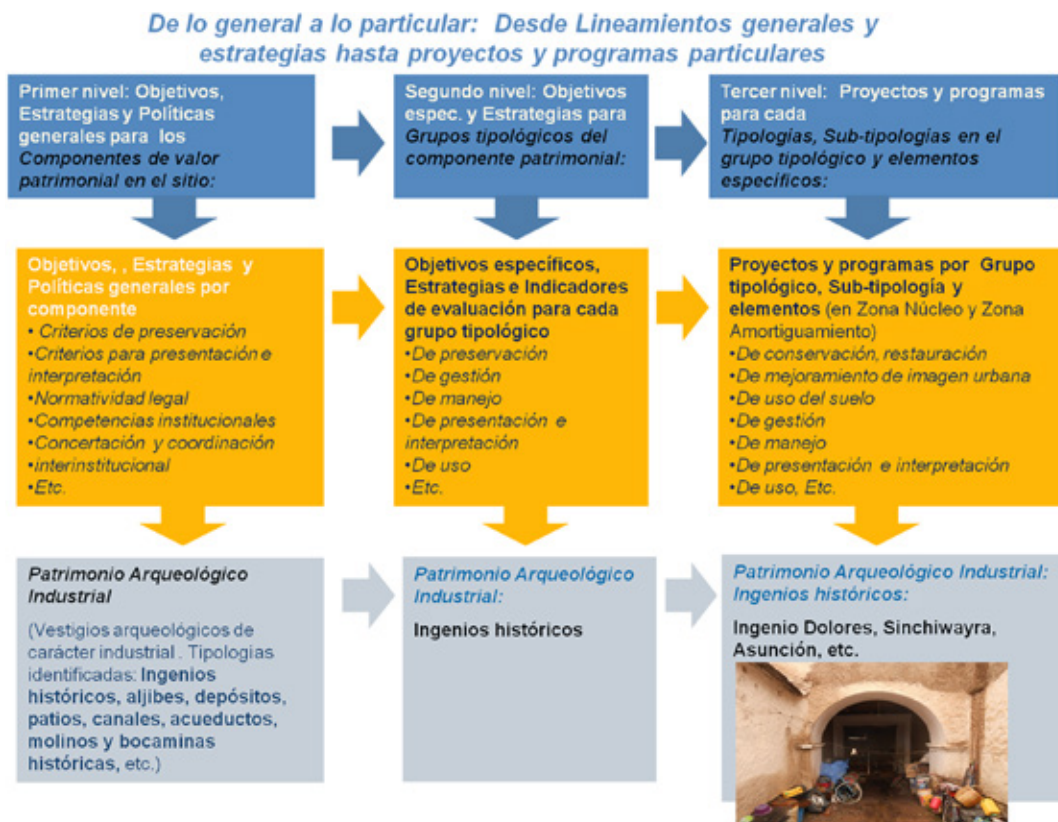 De lo general a lo particular: Desde Lineamientos generales y
estrategias hasta proyectos y programas particulares
Primer nivel: Objetivos,
Estrategias y Políticas
generales para los
Componentes de valor
patrimonial en el sitio:
Segundo nivel: Objetivos
espec. y Estrategias para
Grupos tipológicos del
componente patrimonial:
Tercer nivel: Proyectos y programas
para cada
Tipologías, Sub-tipologías en el
grupo tipológico y elementos
específicos:
Objetivos, , Estrategias y
Políticas generales por
componente
• Criterios de preservación
•Criterios para presentación e
interpretación
•Normatividad legal
•Competencias institucionales
•Concertación y coordinación
•interinstitucional
•Etc.
Objetivos específicos,
Estrategias e Indicadores
de evaluación para cada
grupo tipológico
•De preservación
•De gestión
•De manejo
•De presentación e
interpretación
•De uso
•Etc.
Proyectos y programas por Grupo
tipológico, Sub-tipología y
elementos (en Zona Núcleo y Zona
Amortiguamiento)
•De conservación, restauración
•De mejoramiento de imagen urbana
•De uso del suelo
•De gestión
•De manejo
•De presentación e interpretación
•De uso, Etc.
Patrimonio Arqueológico
Industrial
(Vestigios arqueológicos de
carácter industrial . Tipologias
identificadas: Ingenios
históricos, aljibes, depósitos,
patios, canales, acueductos,
molinos y bocaminas
históricas, etc.)
Patrimonio Arqueológico
Industrial:
Ingenios históricos
Patrimonio Arqueológico Industrial:
Ingenios históricos:
Ingenio Dolores, Sinchiwayra,
Asunción, etc.